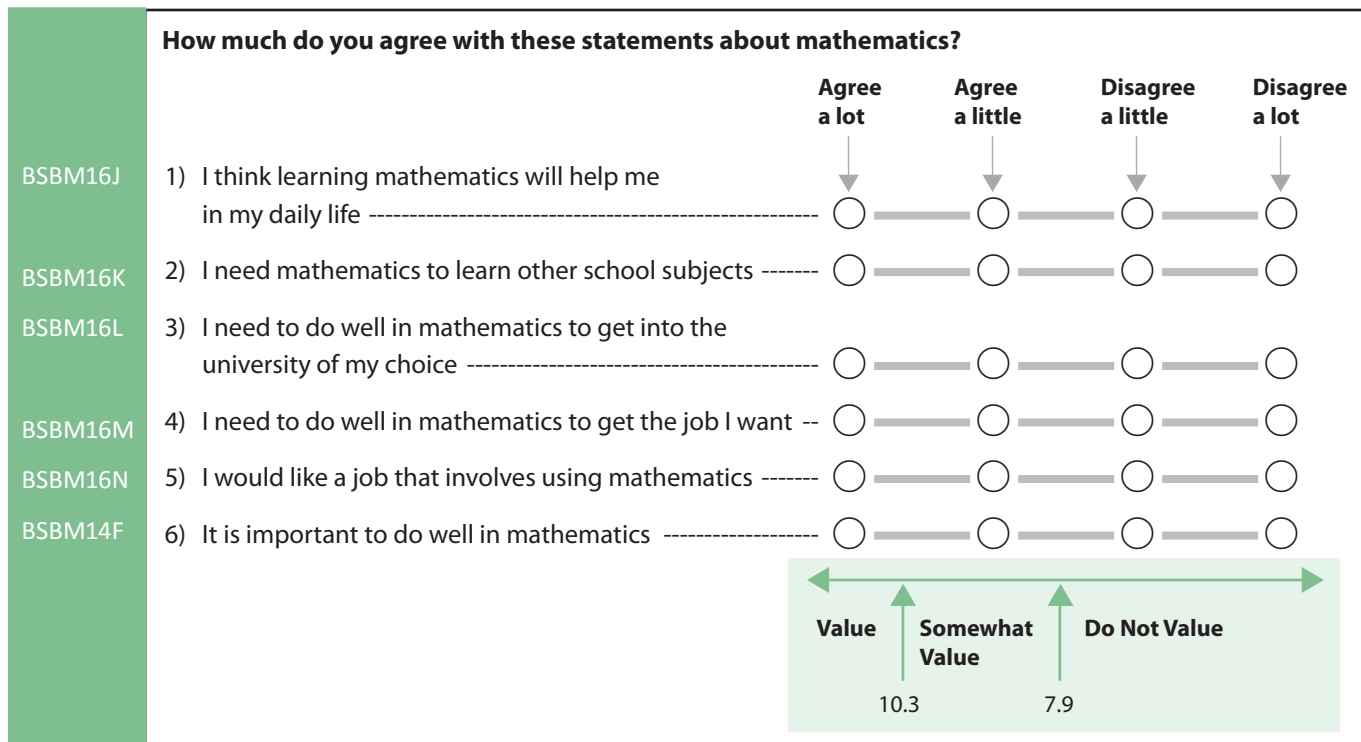 How much do you agree with these statements about mathematics?
Agree a lot
Agree a little
Disagree a little
Disagree a lot
BSBM16J
1) I think learning mathematics will help me
in my daily life
BSBM16K
2) I need mathematics to learn other school subjects
BSBM16L
3) I need to do well in mathematics to get into the
university of my choice
BSBM16M
4) I need to do well in mathematics to get the job I want
BSBM16N
5) I would like a job that involves using mathematics
BSBM14F
6) It is important to do well in mathematics
Value
Somewhat
Value
Do Not Value
10.3
7.9